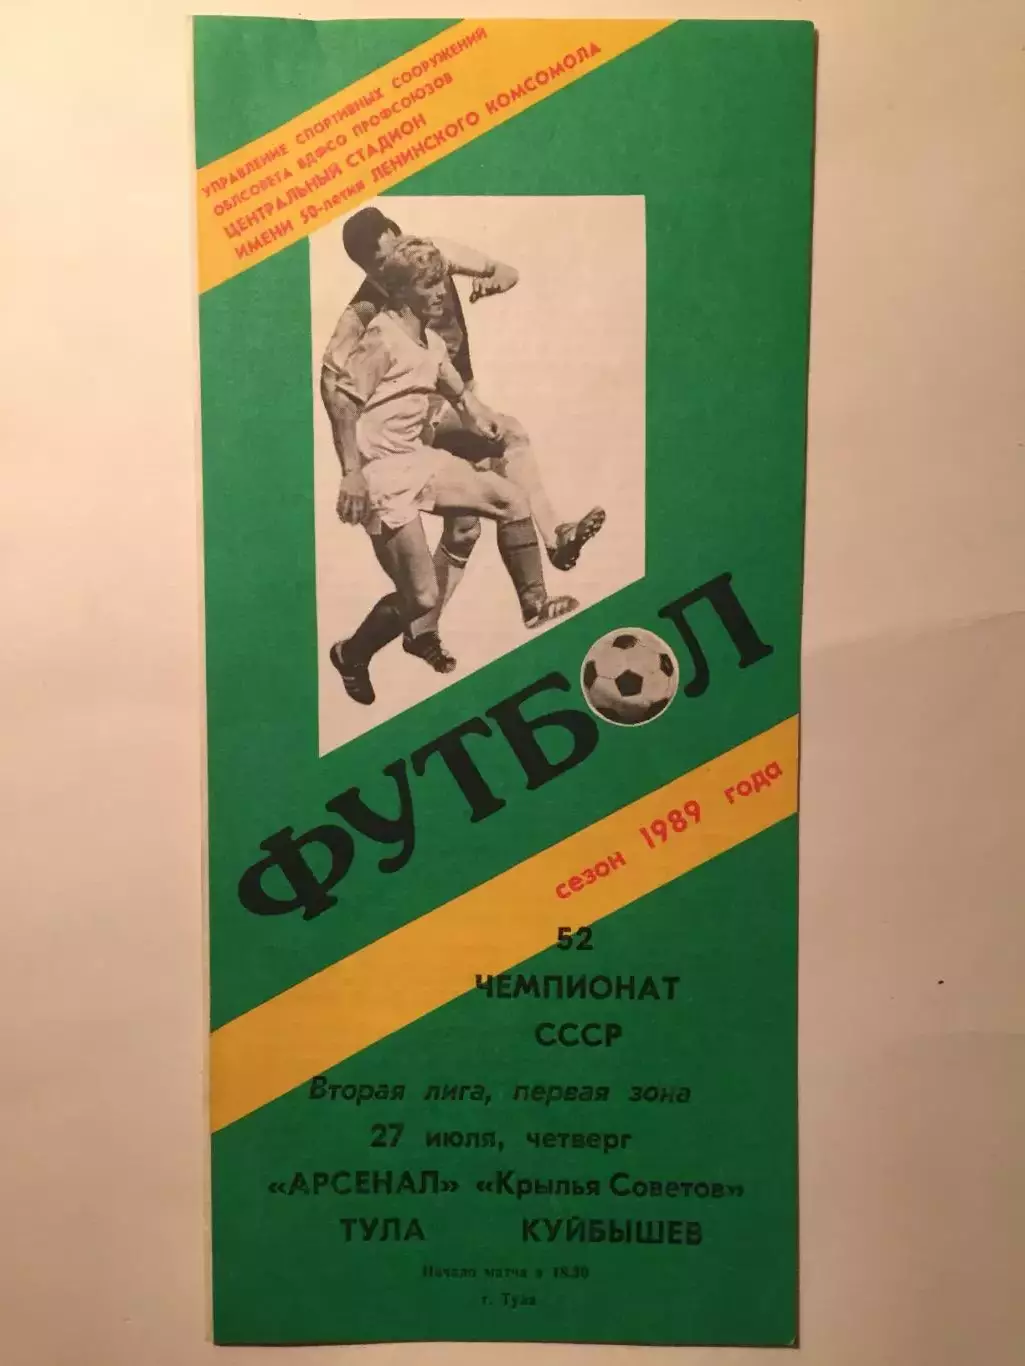 УПРАВЛЕНИЕ СПОРТИВНЫХ СООРУЖЕНИЙ
ОБЛСОВЕТА ВДФСО ПРОФСОЮЗОВ
ЦЕНТРАЛЬНЫЙ СТАДИОН
ИМЕНИ 50-летия ЛЕНИНСКОГО КОМСОМОЛА
ФУТБОЛ
сезон 1989 года
52
ЧЕМПИОНАТ
СССР
Вторая лига, первая зона
27 июля, четверг
«АРСЕНАЛ» «Крылья Советов»
ТУЛА КУЙБЫШЕВ
Начало матча в 18.30
г. Тула